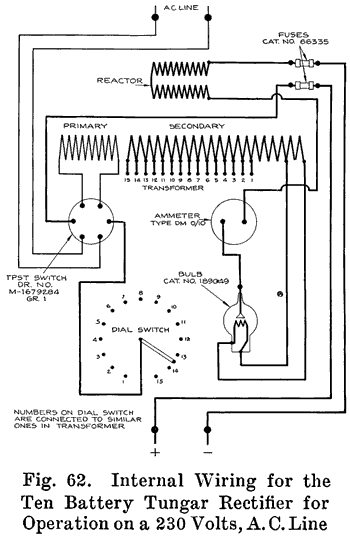 A C LINE
FUSES
CAT. NO. 66335
REACTOR
PRIMARY
SECONDARY
15 14 13 12 11 10 9 8 7 6 5 4 3 2 1
TRANSFORMER
AMMETER
TYPE DM 0/10
TPST SWITCH
DR. NO.
M-1679284
GR. 1
BULB
CAT. NO. 189049
8
7 9
6 10
5 11
DIAL SWITCH
4 12
3 13
2 14
1 15
NUMBERS ON DIAL SWITCH
ARE CONNECTED TO SIMILAR
ONES IN TRANSFORMER
+ −
Fig. 62. Internal Wiring for the
Ten Battery Tungar Rectifier for
Operation on a 230 Volts, A. C. Line